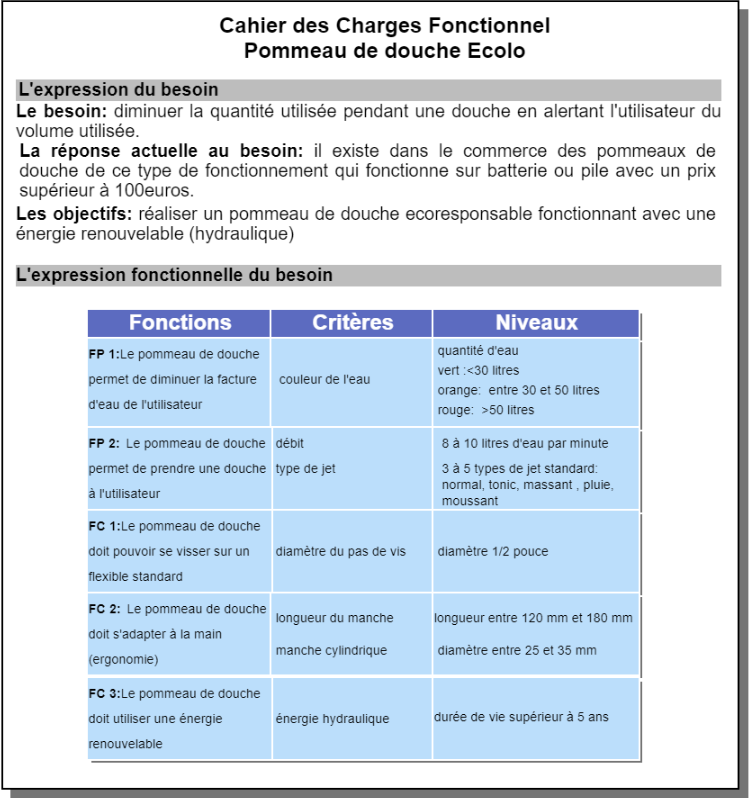 Cahier des Charges Fonctionnel
Pommeau de douche Ecolo
L'expression du besoin
Le besoin: diminuer la quantité utilisée pendant une douche en alertant l'utilisateur du
volume utilisée.
La réponse actuelle au besoin: il existe dans le commerce des pommeaux de
douche de ce type de fonctionnement qui fonctionne sur batterie ou pile avec un prix
supérieur à 100euros.
Les objectifs: réaliser un pommeau de douche ecoresponsable fonctionnant avec une
énergie renouvelable (hydraulique)
L'expression fonctionnelle du besoin
Fonctions Critères Niveaux
FP 1:Le pommeau de douche
permet de diminuer la facture
d'eau de l'utilisateur
couleur de l'eau
quantité d'eau
vert :<30 litres
orange: entre 30 et 50 litres
rouge: >50 litres
FP 2: Le pommeau de douche
permet de prendre une douche
à l'utilisateur
débit
type de jet
8 à 10 litres d'eau par minute
3 à 5 types de jet standard:
normal, tonic, massant , pluie,
moussant
FC 1:Le pommeau de douche
doit pouvoir se visser sur un
flexible standard
diamètre du pas de vis
diamètre 1/2 pouce
FC 2: Le pommeau de douche
doit s'adapter à la main
(ergonomie)
longueur du manche
manche cylindrique
longueur entre 120 mm et 180 mm
diamètre entre 25 et 35 mm
FC 3:Le pommeau de douche
doit utiliser une énergie
renouvelable
énergie hydraulique
durée de vie supérieur à 5 ans